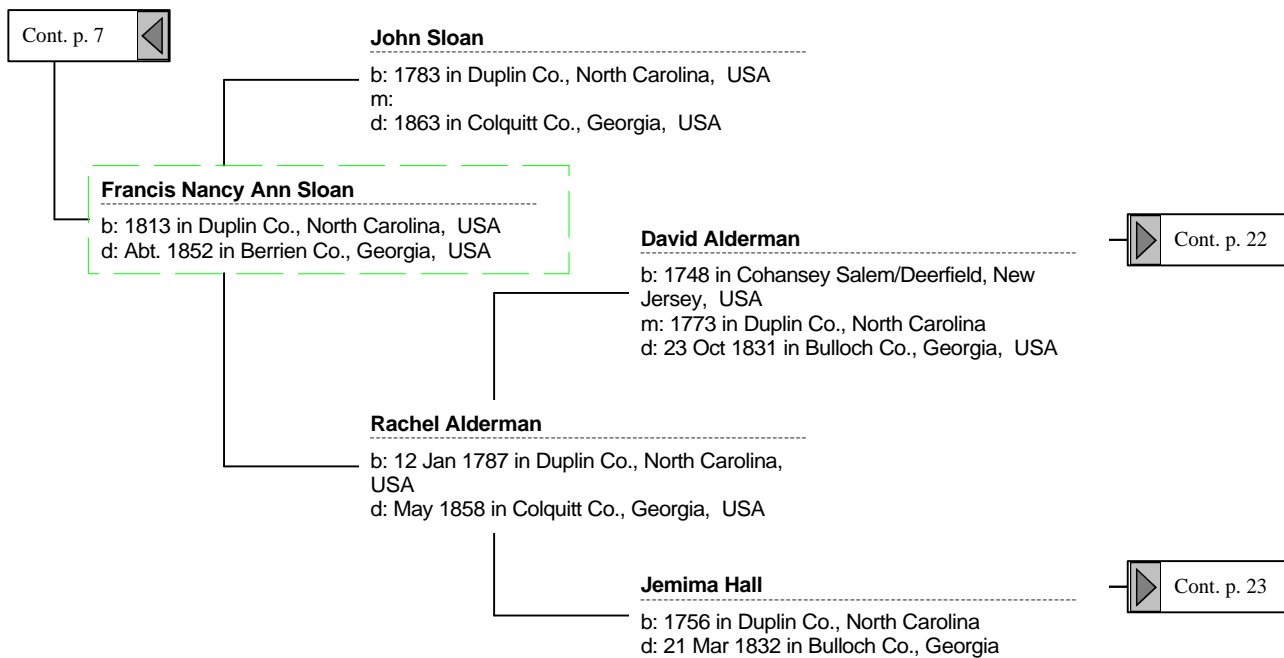 Cont. p. 7
John Sloan
b: 1783 in Duplin Co., North Carolina, USA
m:
d: 1863 in Colquitt Co., Georgia, USA
Francis Nancy Ann Sloan
b: 1813 in Duplin Co., North Carolina, USA
d: Abt. 1852 in Berrien Co., Georgia, USA
David Alderman
b: 1748 in Cohansey Salem/Deerfield, New
Jersey, USA
m: 1773 in Duplin Co., North Carolina
d: 23 Oct 1831 in Bulloch Co., Georgia, USA
Cont. p. 22
Rachel Alderman
b: 12 Jan 1787 in Duplin Co., North Carolina,
USA
d: May 1858 in Colquitt Co., Georgia, USA
Jemima Hall
b: 1756 in Duplin Co., North Carolina
d: 21 Mar 1832 in Bulloch Co., Georgia
Cont. p. 23